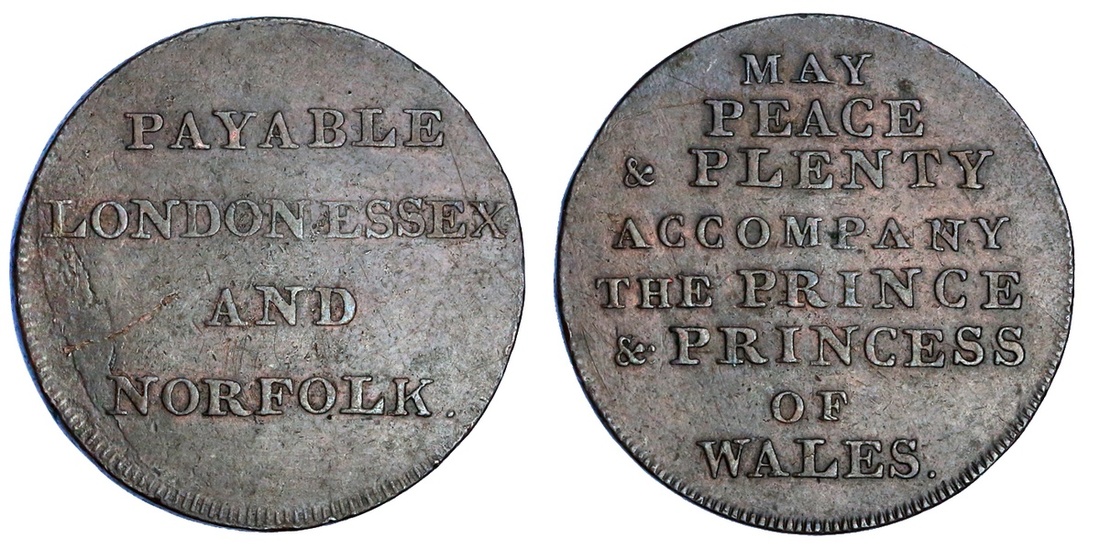 PAYABLE
LONDON.ESSEX
AND
NORFOLK.
MAY
PEACE
& PLENTY
ACCOMPANY
THE PRINCE
& PRINCESS
OF
WALES.